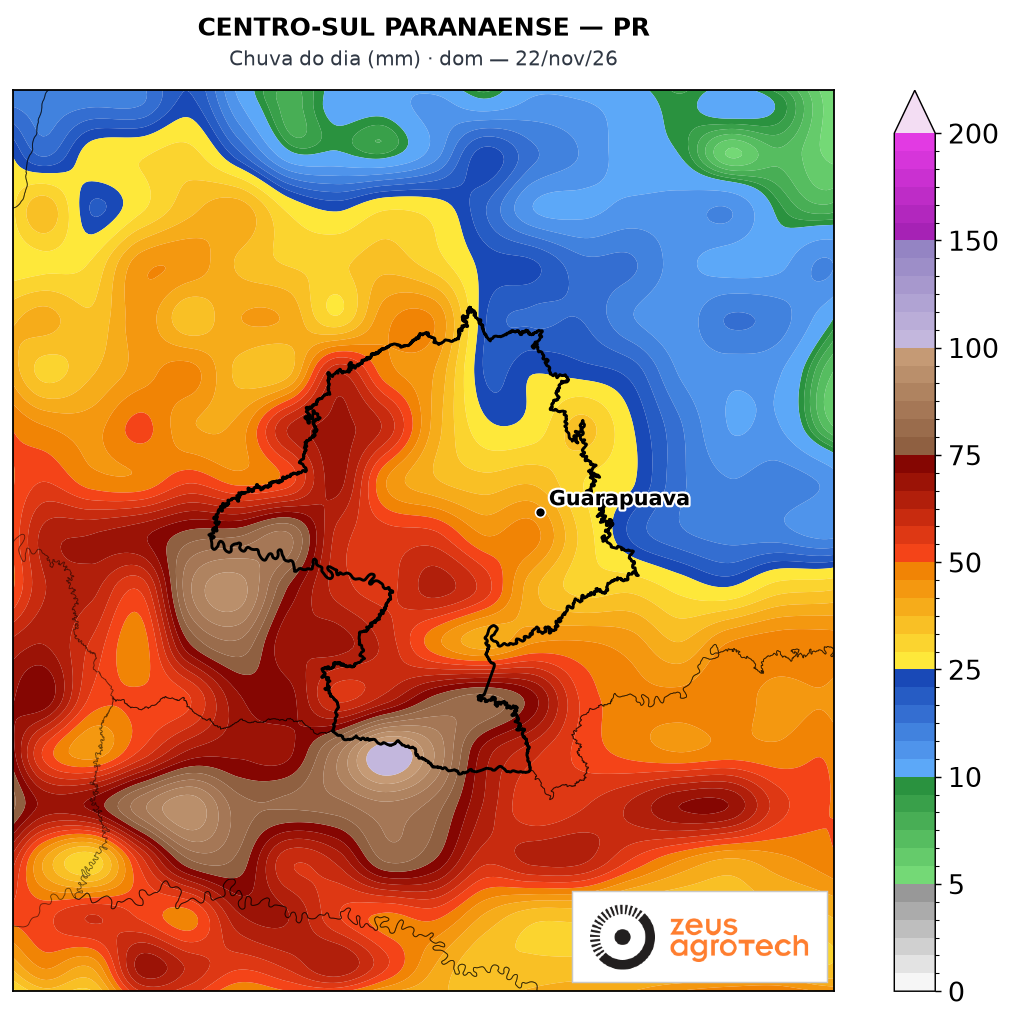 CENTRO-SUL PARANAENSE — PR
Chuva do dia (mm) · dom — 22/nov/26
200
150
100
75
50
25
10
5
0
Guarapuava
zeus
agrotech